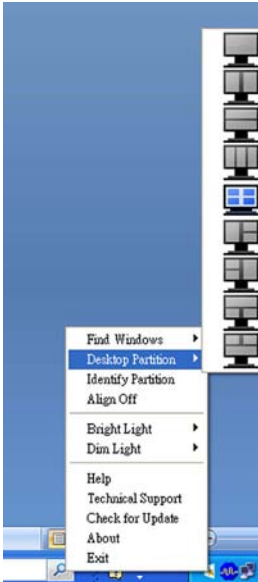 Find Windows
Desktop Partition
Identify Partition
Align Off
Bright Light
Dim Light
Help
Technical Support
Check for Update
About
Exit